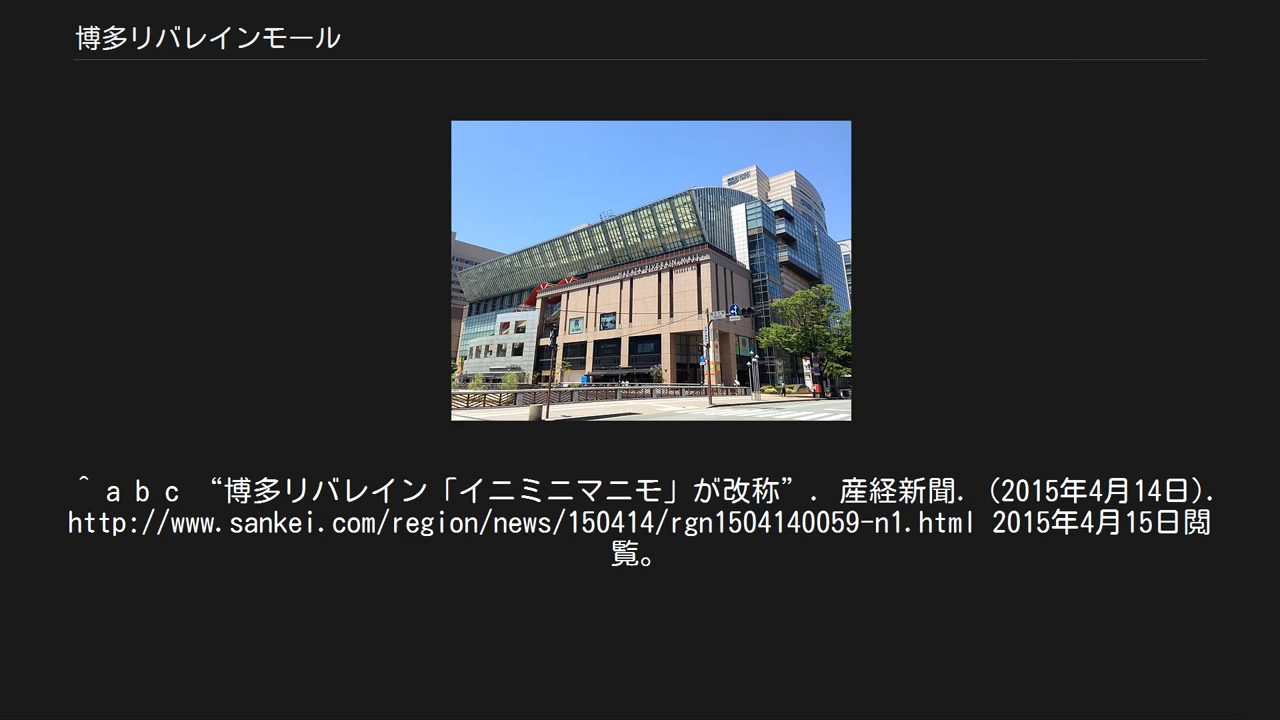 博多リバレインモール
^ a b c “博多リバレイン「イニミニマニモ」が改称”. 産経新聞. (2015年4月14日).
http://www.sankei.com/region/news/150414/rgn1504140059-n1.html 2015年4月15日閲
覧。